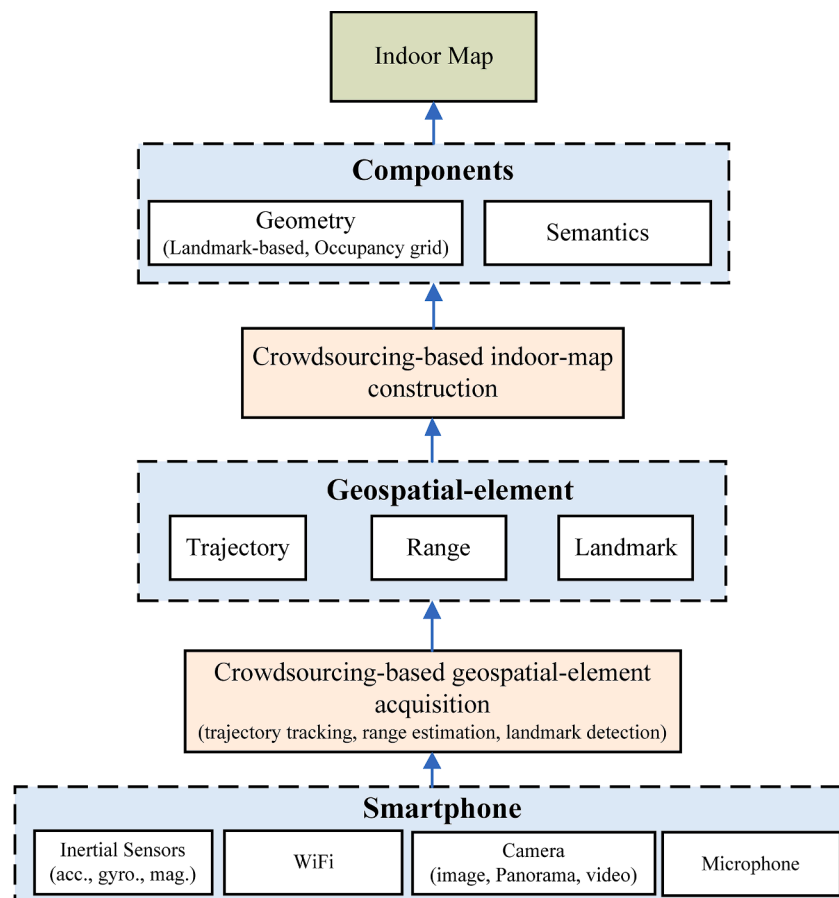 Indoor Map
Components
Geometry
(Landmark-based, Occupancy grid)
Semantics
Crowdsourcing-based indoor-map
construction
Geospatial-element
Trajectory
Range
Landmark
Crowdsourcing-based geospatial-element
acquisition
(trajectory tracking, range estimation, landmark detection)
Smartphone
Inertial Sensors
(acc., gyro., mag.)
WiFi
Camera
(image, Panorama, video)
Microphone